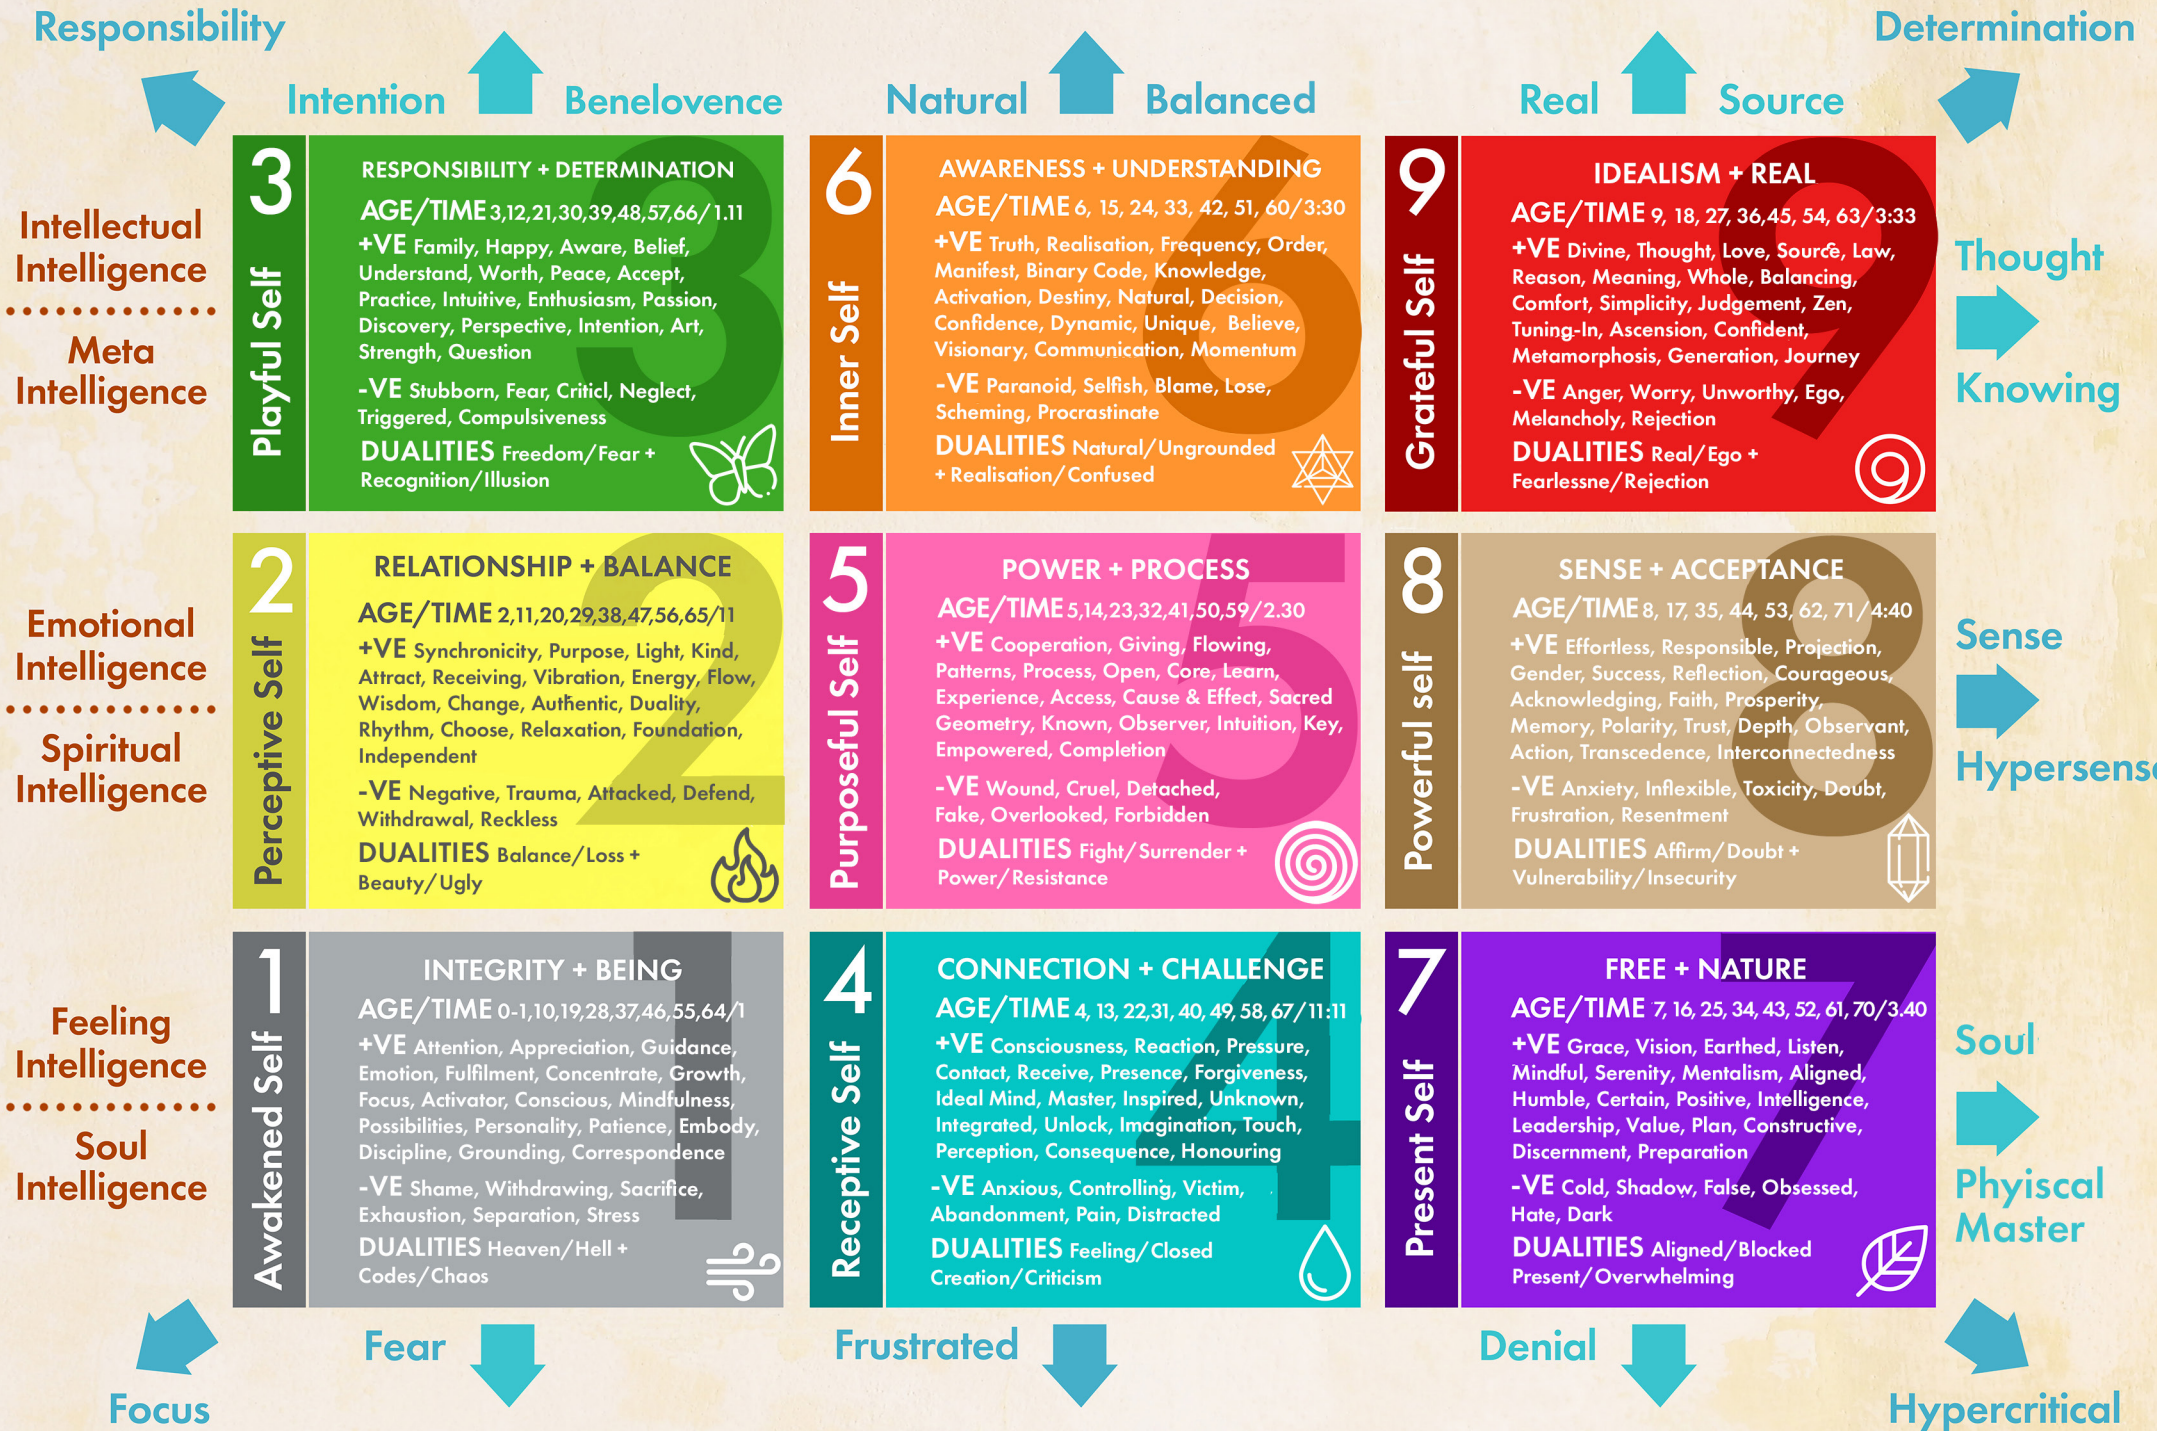 Responsibility
Determination
Intention
Benelovence
Natural
Balanced
Real
Source
Intellectual
Intelligence
Meta
Intelligence
3
Playful Self
RESPONSIBILITY + DETERMINATION
AGE/TIME 3,12,21,30,39,48,57,66/1.11
+VE Family, Happy, Aware, Belief,
Understand, Worth, Peace, Accept,
Practice, Intuitive, Enthusiasm, Passion,
Discovery, Perspective, Intention, Art,
Strength, Question
-VE Stubborn, Fear, Criticl, Neglect,
Triggered, Compulsiveness
DUALITIES Freedom/Fear +
Recognition/Illusion
3
6
Inner Self
AWARENESS + UNDERSTANDING
AGE/TIME 6, 15, 24, 33, 42, 51, 60/3:30
+VE Truth, Realisation, Frequency, Order,
Manifest, Binary Code, Knowledge,
Activation, Destiny, Natural, Decision,
Confidence, Dynamic, Unique, Believe,
Visionary, Communication, Momentum
-VE Paranoid, Selfish, Blame, Lose,
Scheming, Procrastinate
DUALITIES Natural/Ungrounded
+ Realisation/Confused
6
9
Grateful Self
IDEALISM + REAL
AGE/TIME 9, 18, 27, 36,45, 54, 63/3:33
+VE Divine, Thought, Love, Source, Law,
Reason, Meaning, Whole, Balancing,
Comfort, Simplicity, Judgement, Zen,
Tuning-In, Ascension, Confident,
Metamorphosis, Generation, Journey
-VE Anger, Worry, Unworthy, Ego,
Melancholy, Rejection
DUALITIES Real/Ego +
Fearlessne/Rejection
9
9
Thought
Knowing
Emotional
Intelligence
Spiritual
Intelligence
2
Perceptive Self
RELATIONSHIP + BALANCE
AGE/TIME 2,11,20,29,38,47,56,65/11
+VE Synchronicity, Purpose, Light, Kind,
Attract, Receiving, Vibration, Energy, Flow,
Wisdom, Change, Authentic, Duality,
Rhythm, Choose, Relaxation, Foundation,
Independent
-VE Negative, Trauma, Attacked, Defend,
Withdrawal, Reckless
DUALITIES Balance/Loss +
Beauty/Ugly
2
5
Purposeful Self
POWER + PROCESS
AGE/TIME 5,14,23,32,41,50,59/2.30
+VE Cooperation, Giving, Flowing,
Patterns, Process, Open, Core, Learn,
Experience, Access, Cause & Effect, Sacred
Geometry, Known, Observer, Intuition, Key,
Empowered, Completion
-VE Wound, Cruel, Detached,
Fake, Overlooked, Forbidden
DUALITIES Fight/Surrender +
Power/Resistance
5
8
Powerful self
SENSE + ACCEPTANCE
AGE/TIME 8, 17, 35, 44, 53, 62, 71/4:40
+VE Effortless, Responsible, Projection,
Gender, Success, Reflection, Courageous,
Acknowledging, Faith, Prosperity,
Memory, Polarity, Trust, Depth, Observant,
Action, Transcedence, Interconnectedness
-VE Anxiety, Inflexible, Toxicity, Doubt,
Frustration, Resentment
DUALITIES Affirm/Doubt +
Vulnerability/Insecurity
8
Sense
Hypersense
Feeling
Intelligence
Soul
Intelligence
1
Awakened Self
INTEGRITY + BEING
AGE/TIME 0-1,10,19,28,37,46,55,64/1
+VE Attention, Appreciation, Guidance,
Emotion, Fulfilment, Concentrate, Growth,
Focus, Activator, Conscious, Mindfulness,
Possibilities, Personality, Patience, Embody,
Discipline, Grounding, Correspondence
-VE Shame, Withdrawing, Sacrifice,
Exhaustion, Separation, Stress
DUALITIES Heaven/Hell +
Codes/Chaos
1
4
Receptive Self
CONNECTION + CHALLENGE
AGE/TIME 4, 13, 22,31, 40, 49, 58, 67/11:11
+VE Consciousness, Reaction, Pressure,
Contact, Receive, Presence, Forgiveness,
Ideal Mind, Master, Inspired, Unknown,
Integrated, Unlock, Imagination, Touch,
Perception, Consequence, Honouring
-VE Anxious, Controlling, Victim,
Abandonment, Pain, Distracted
DUALITIES Feeling/Closed
Creation/Criticism
4
7
Present Self
FREE + NATURE
AGE/TIME 7, 16, 25, 34, 43, 52, 61, 70/3.40
+VE Grace, Vision, Earthed, Listen,
Mindful, Serenity, Mentalism, Aligned,
Humble, Certain, Positive, Intelligence,
Leadership, Value, Plan, Constructive,
Discernment, Preparation
-VE Cold, Shadow, False, Obsessed,
Hate, Dark
DUALITIES Aligned/Blocked
Present/Overwhelming
7
Soul
Phyiscal
Master
Fear
Frustrated
Denial
Focus
Hypercritical